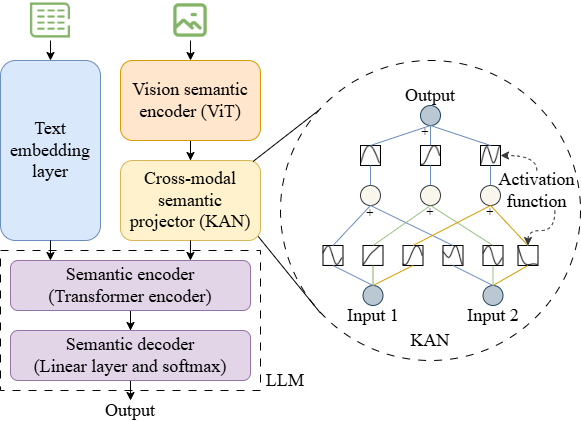 Text
embedding
layer
Vision semantic
encoder (ViT)
Cross-modal
semantic
projector (KAN)
Semantic encoder
(Transformer encoder)
Semantic decoder
(Linear layer and softmax)
LLM
Output
Output
+
Activation
function
+
+
+
Input 1
Input 2
KAN